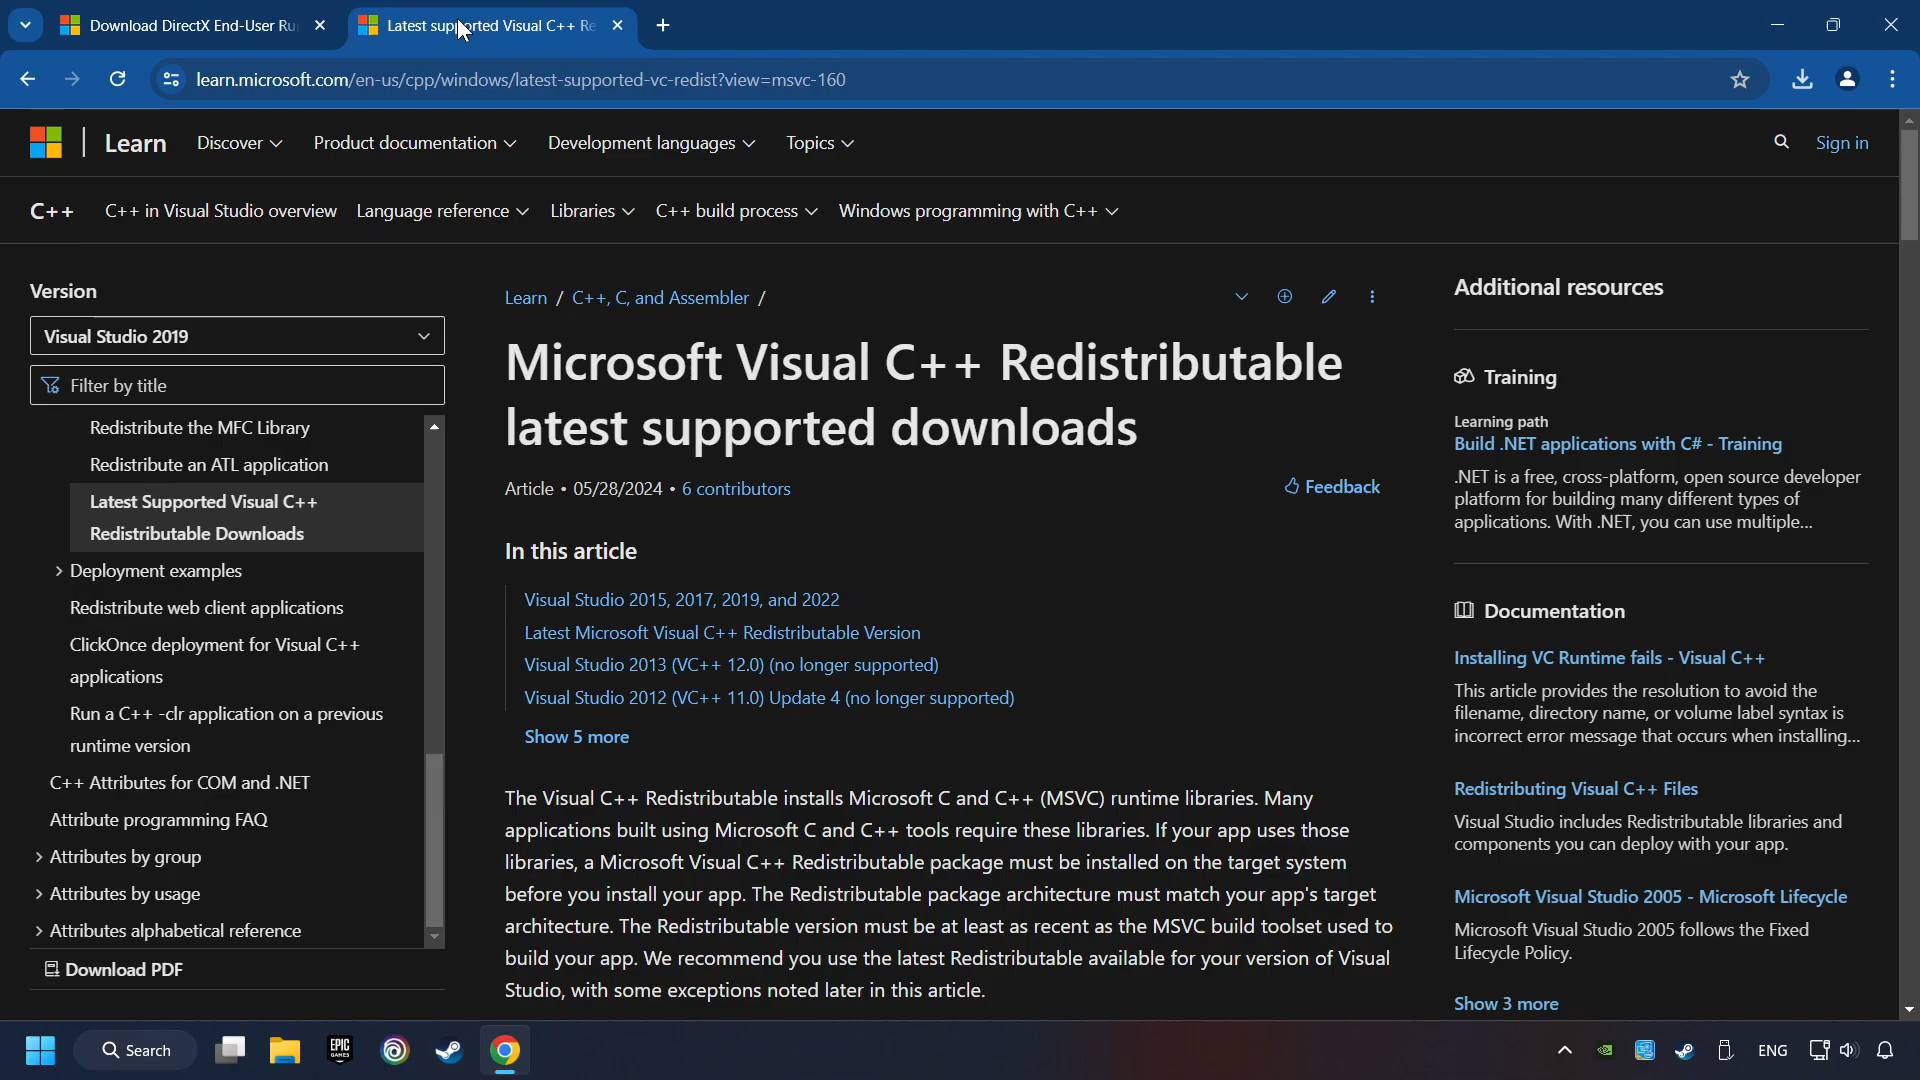 Download DirectX End-User Ru
Latest supported Visual C++ Re
learn.microsoft.com/en-us/cpp/windows/latest-supported-vc-redist?view=msvc-160
Learn
Discover
Product documentation
Development languages
Topics
Sign in
C++
C++ in Visual Studio overview
Language reference
Libraries
C++ build process
Windows programming with C++
Version
Visual Studio 2019
Filter by title
Redistribute the MFC Library
Redistribute an ATL application
Latest Supported Visual C++
Redistributable Downloads
Deployment examples
Redistribute web client applications
ClickOnce deployment for Visual C++
applications
Run a C++ -clr application on a previous
runtime version
C++ Attributes for COM and .NET
Attribute programming FAQ
Attributes by group
Attributes by usage
Attributes alphabetical reference
Download PDF
Learn / C++, C, and Assembler /
Microsoft Visual C++ Redistributable
latest supported downloads
Article • 05/28/2024 • 6 contributors
Feedback
In this article
Visual Studio 2015, 2017, 2019, and 2022
Latest Microsoft Visual C++ Redistributable Version
Visual Studio 2013 (VC++ 12.0) (no longer supported)
Visual Studio 2012 (VC++ 11.0) Update 4 (no longer supported)
Show 5 more
The Visual C++ Redistributable installs Microsoft C and C++ (MSVC) runtime libraries. Many
applications built using Microsoft C and C++ tools require these libraries. If your app uses those
libraries, a Microsoft Visual C++ Redistributable package must be installed on the target system
before you install your app. The Redistributable package architecture must match your app's target
architecture. The Redistributable version must be at least as recent as the MSVC build toolset used to
build your app. We recommend you use the latest Redistributable available for your version of Visual
Studio, with some exceptions noted later in this article.
Additional resources
Training
Learning path
Build .NET applications with C# - Training
.NET is a free, cross-platform, open source developer
platform for building many different types of
applications. With .NET, you can use multiple...
Documentation
Installing VC Runtime fails - Visual C++
This article provides the resolution to avoid the
filename, directory name, or volume label syntax is
incorrect error message that occurs when installing...
Redistributing Visual C++ Files
Visual Studio includes Redistributable libraries and
components you can deploy with your app.
Microsoft Visual Studio 2005 - Microsoft Lifecycle
Microsoft Visual Studio 2005 follows the Fixed
Lifecycle Policy.
Show 3 more
Search
EPIC
GAMES
ENG